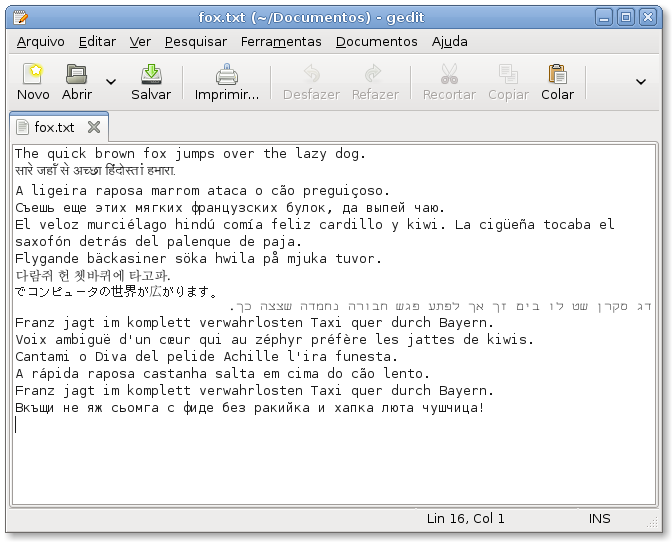 fox.txt (~/Documentos) - gedit
Arquivo Editar Ver Pesquisar Ferramentas Documentos Ajuda
Novo Abrir Salvar Imprimir... Desfazer Refazer Recortar Copiar Colar
fox.txt
The quick brown fox jumps over the lazy dog.
सारे जहाँ से अच्छा हिंदोस्तां हमारा.
A ligeira raposa marrom ataca o cão preguiçoso.
Съешь еще этих мягких французских булок, да выпей чаю.
El veloz murciélago hindú comía feliz cardillo y kiwi. La cigüeña tocaba el
saxofón detrás del palenque de paja.
Flygande bäckasiner söka hwila på mjuka tuvor.
다람쥐 헌 쳇바퀴에 타고파.
でコンピュータの世界が広がります。
דג סקרן שט לו בים זך אך לפתע פגש חבורה נחמדה שצצה כך.
Franz jagt im komplett verwahrlosten Taxi quer durch Bayern.
Voix ambiguë d'un cœur qui au zéphyr préfère les jattes de kiwis.
Cantami o Diva del pelide Achille l'ira funesta.
A rápida raposa castanha salta em cima do cão lento.
Franz jagt im komplett verwahrlosten Taxi quer durch Bayern.
Вкъщи не яж сьомга с фиде без ракийка и хапка люта чушчица!
Lin 16, Col 1 INS